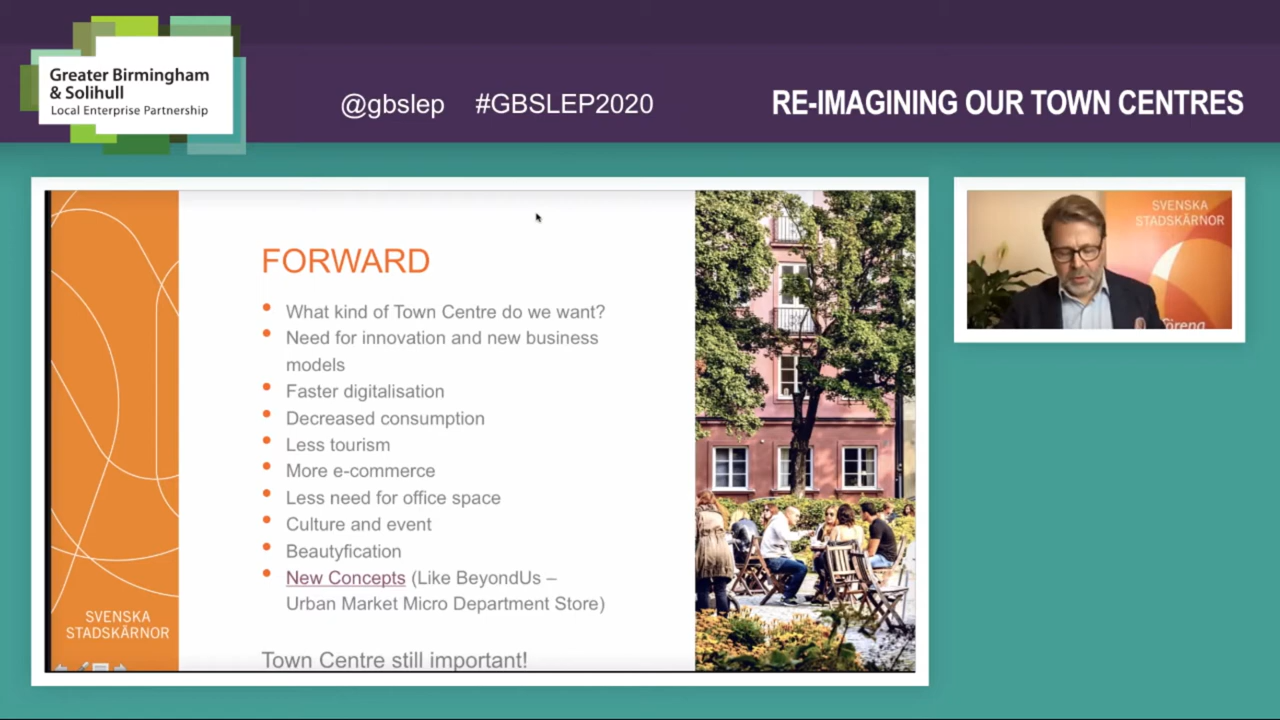 Greater Birmingham
& Solihull
Local Enterprise Partnership
@gbslep #GBSLEP2020
RE-IMAGINING OUR TOWN CENTRES
FORWARD
What kind of Town Centre do we want?
Need for innovation and new business
models
Faster digitalisation
Decreased consumption
Less tourism
More e-commerce
Less need for office space
Culture and event
Beautyfication
New Concepts (Like BeyondUs –
Urban Market Micro Department Store)
Town Centre still important!
SVENSKA
STADSKÄRNOR
SVENSKA
STADSKÄRNOR